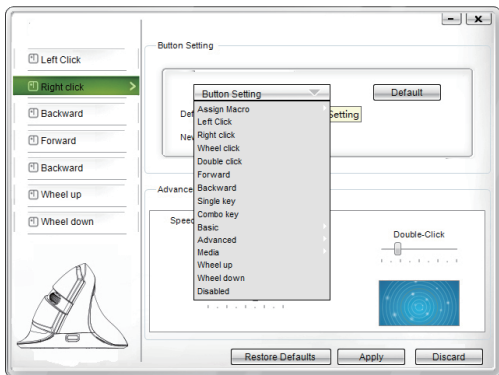 Left Click
Right click
Backward
Forward
Backward
Wheel up
Wheel down
Button Setting
Button Setting
Default
Setting
Assign Macro
Left Click
Right click
Wheel click
Double click
Forward
Backward
Single key
Combo key
Basic
Advanced
Media
Wheel up
Wheel down
Disabled
Double-Click
Restore Defaults
Apply
Discard